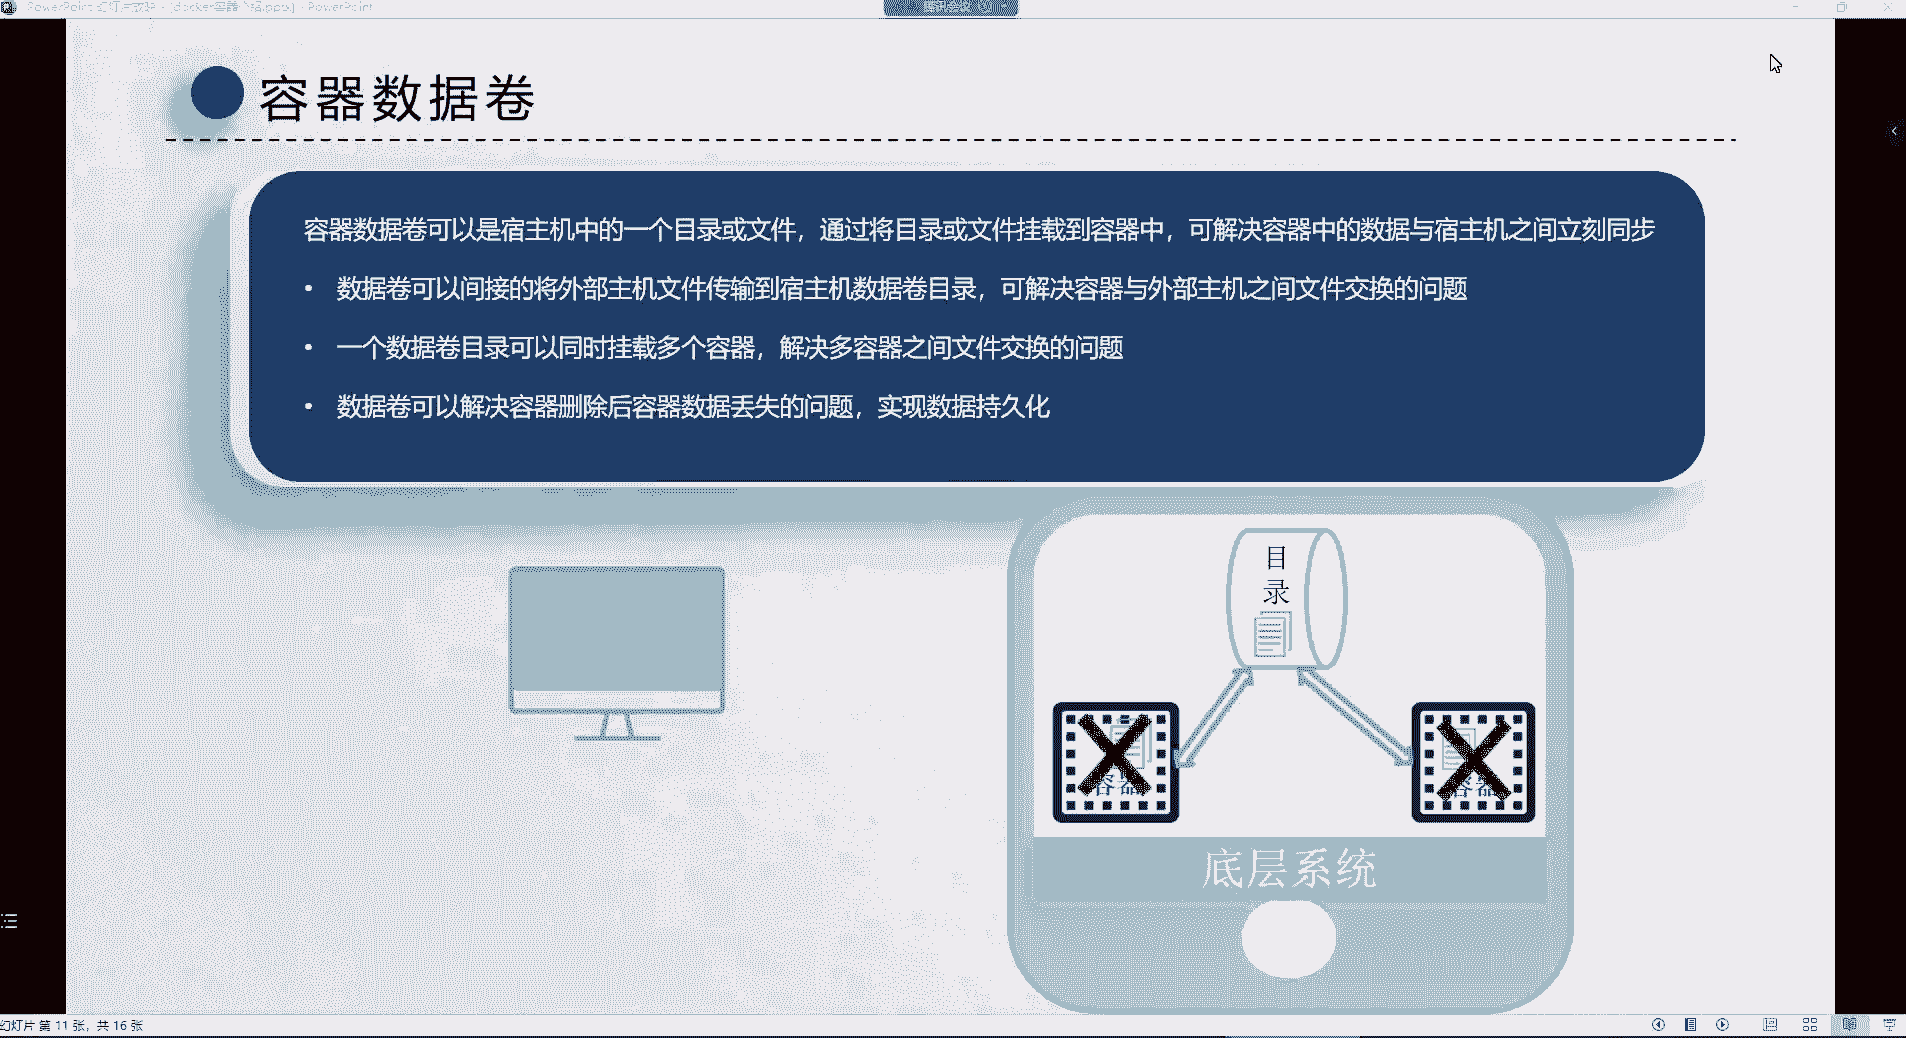 PowerPoint 幻灯片放映 - [docker容器介绍.pptx] - PowerPoint
腾讯会议
容器数据卷
容器数据卷可以是宿主机中的一个目录或文件，通过将目录或文件挂载到容器中，可解决容器中的数据与宿主机之间立刻同步
• 数据卷可以间接的将外部主机文件传输到宿主机数据卷目录，可解决容器与外部主机之间文件交换的问题
• 一个数据卷目录可以同时挂载多个容器，解决多容器之间文件交换的问题
• 数据卷可以解决容器删除后容器数据丢失的问题，实现数据持久化
目
录
容器
容器
底层系统
幻灯片 第 11 张，共 16 张